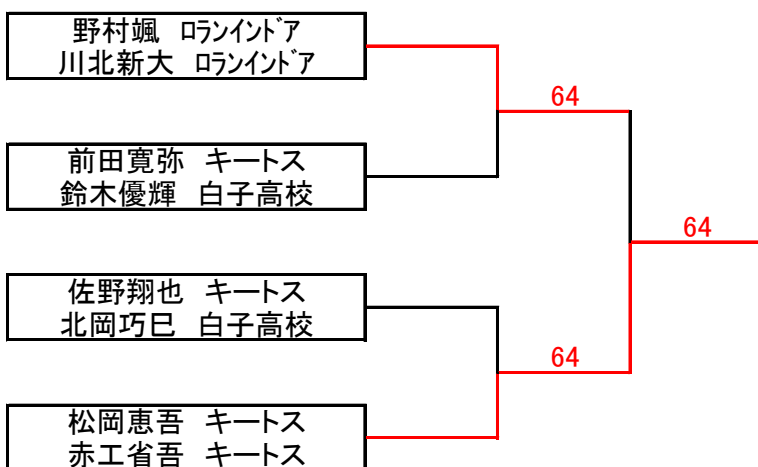 野村颯 ﾛﾗﾝｲﾝﾄﾞｱ
川北新大 ﾛﾗﾝｲﾝﾄﾞｱ
64
前田寛弥 キートス
鈴木優輝 白子高校
64
佐野翔也 キートス
北岡巧巳 白子高校
64
松岡恵吾 キートス
赤工省吾 キートス